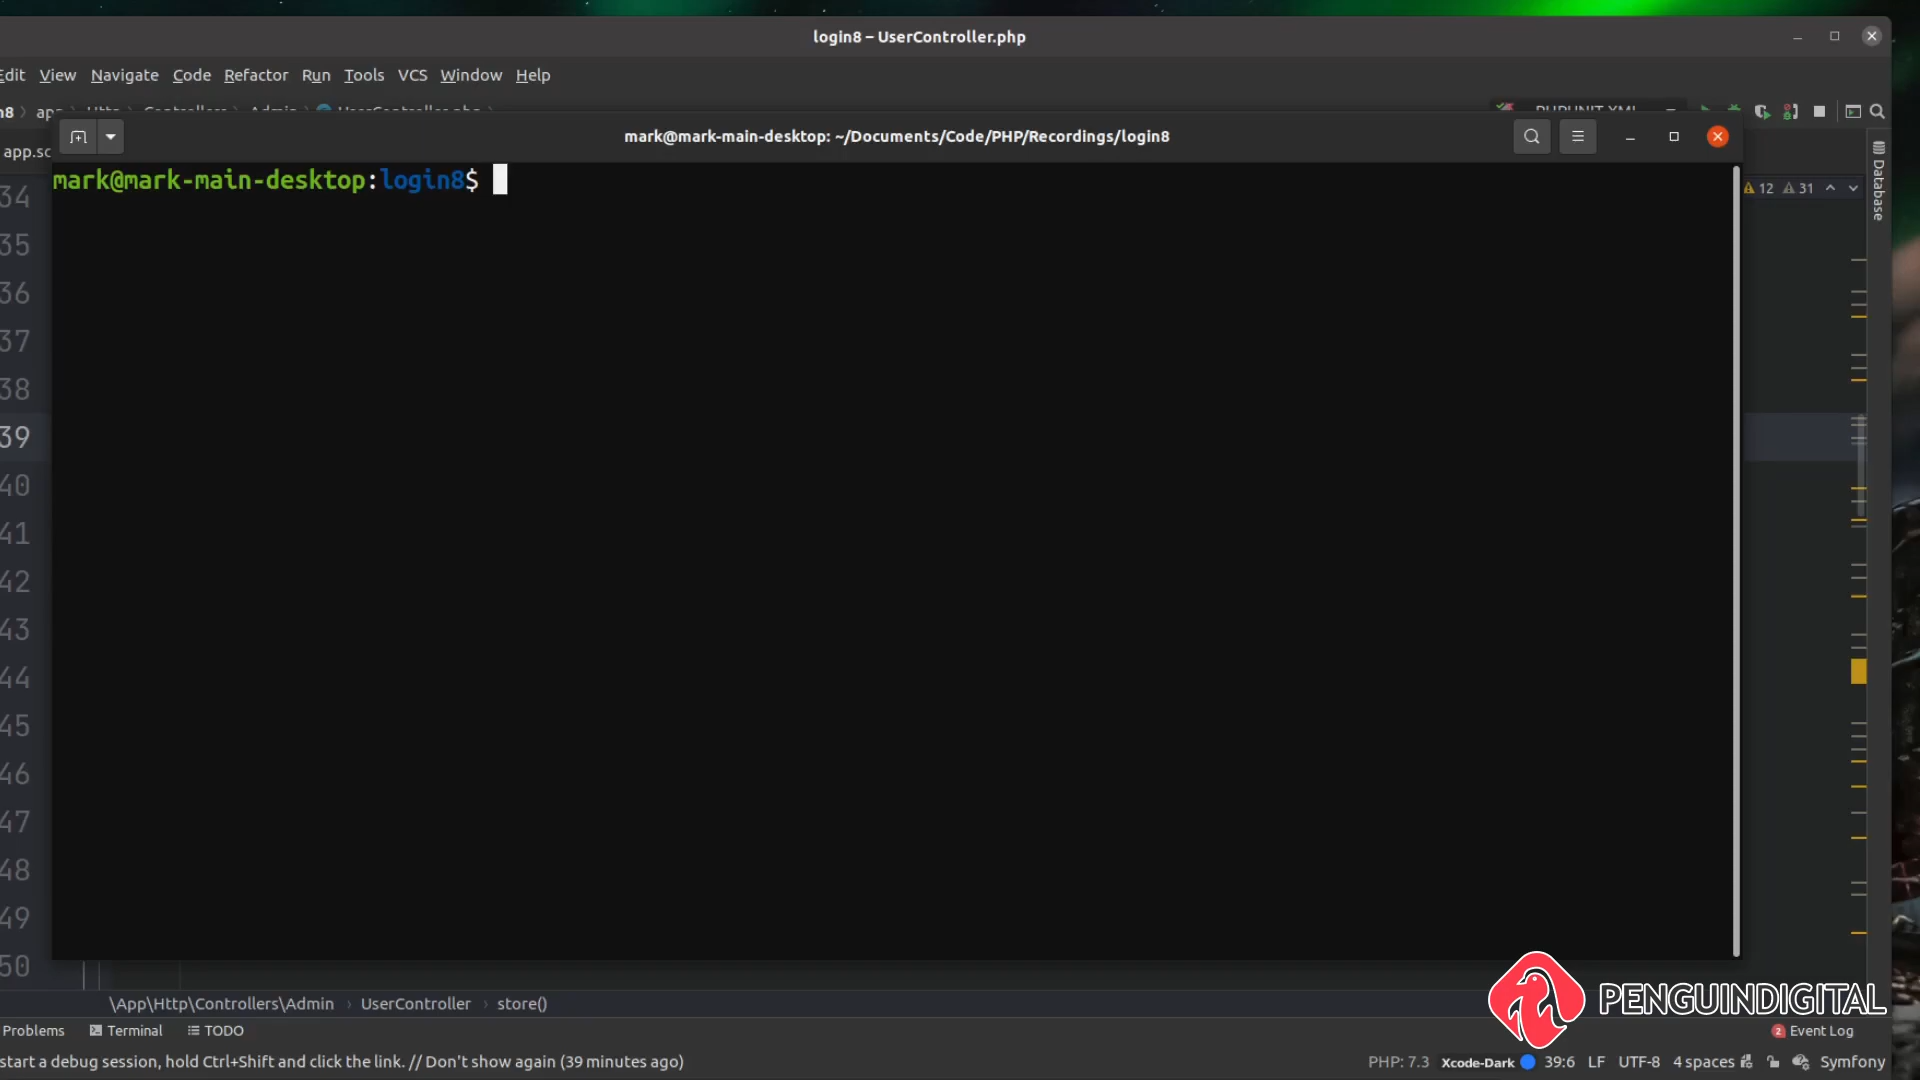 login8 – UserController.php
Edit View Navigate Code Refactor Run Tools VCS Window Help
mark@mark-main-desktop: ~/Documents/Code/PHP/Recordings/login8
app.sc
mark@mark-main-desktop:login8$
12 31
Database
34
35
36
37
38
39
40
41
42
43
44
45
46
47
48
49
50
\App\Http\Controllers\Admin › UserController › store()
PENGUINDIGITAL
Problems Terminal TODO
2 Event Log
start a debug session, hold Ctrl+Shift and click the link. // Don't show again (39 minutes ago)
PHP: 7.3 Xcode-Dark 39:6 LF UTF-8 4 spaces Symfony